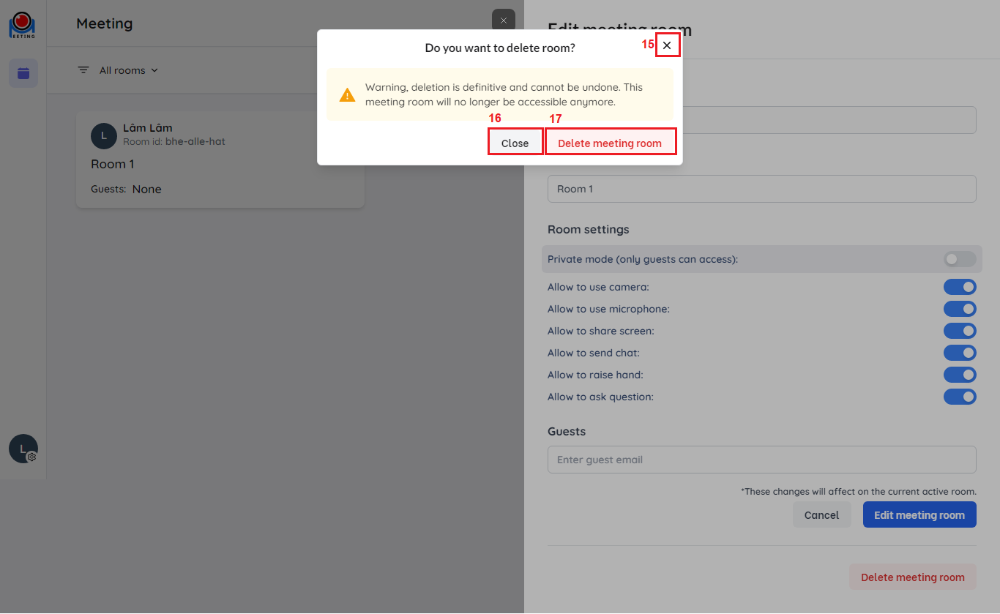 EETING
Meeting
All rooms
L
Lâm Lâm
Room id: bhe-alle-hat
Room 1
Guests: None
L
Edit meeting room
Do you want to delete room?
15
Warning, deletion is definitive and cannot be undone. This
meeting room will no longer be accessible anymore.
16
17
Close
Delete meeting room
Room 1
Room settings
Private mode (only guests can access):
Allow to use camera:
Allow to use microphone:
Allow to share screen:
Allow to send chat:
Allow to raise hand:
Allow to ask question:
Guests
Enter guest email
*These changes will affect on the current active room.
Cancel
Edit meeting room
Delete meeting room